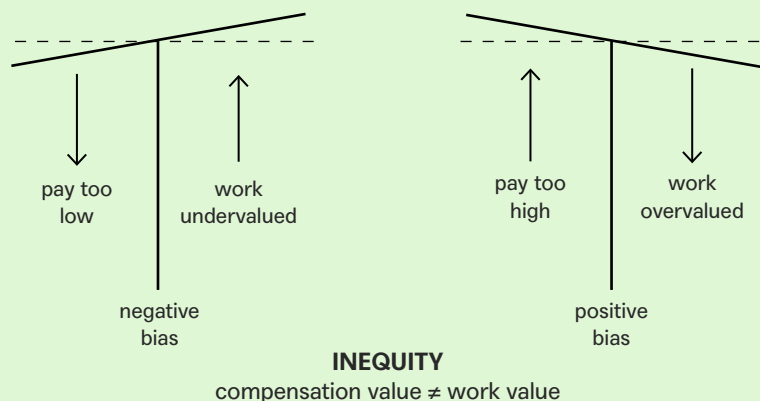 pay too
low
work
undervalued
negative
bias
pay too
high
work
overvalued
positive
bias
INEQUITY
compensation value ≠ work value